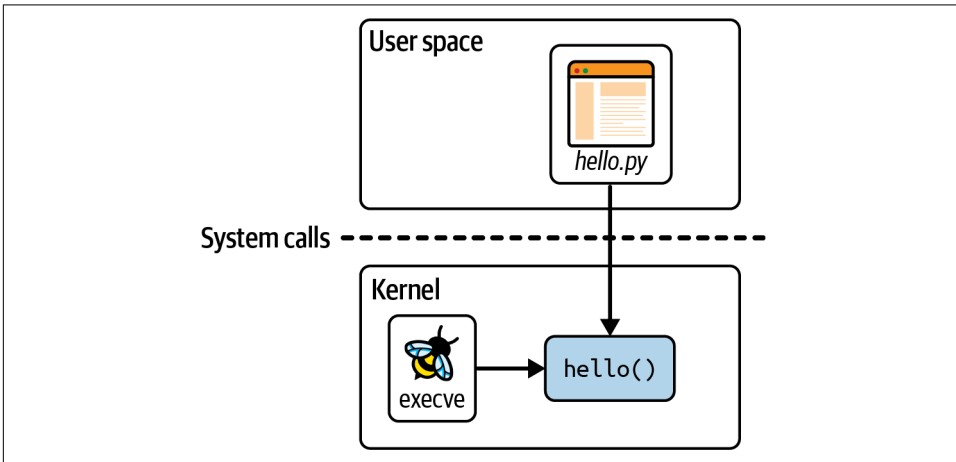 User space
hello.py
System calls
Kernel
execve
hello()